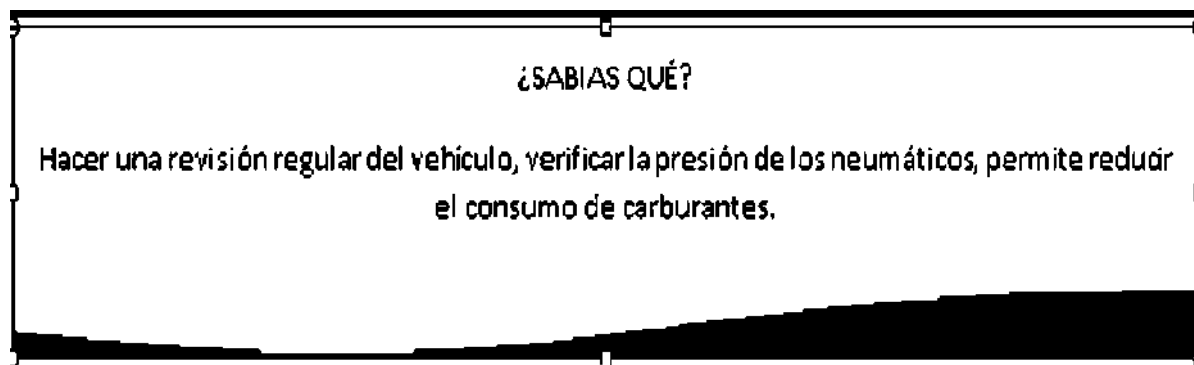 ¿SABIAS QUÉ?
Hacer una revisión regular del vehículo, verificar la presión de los neumáticos, permite reducir
el consumo de carburantes.